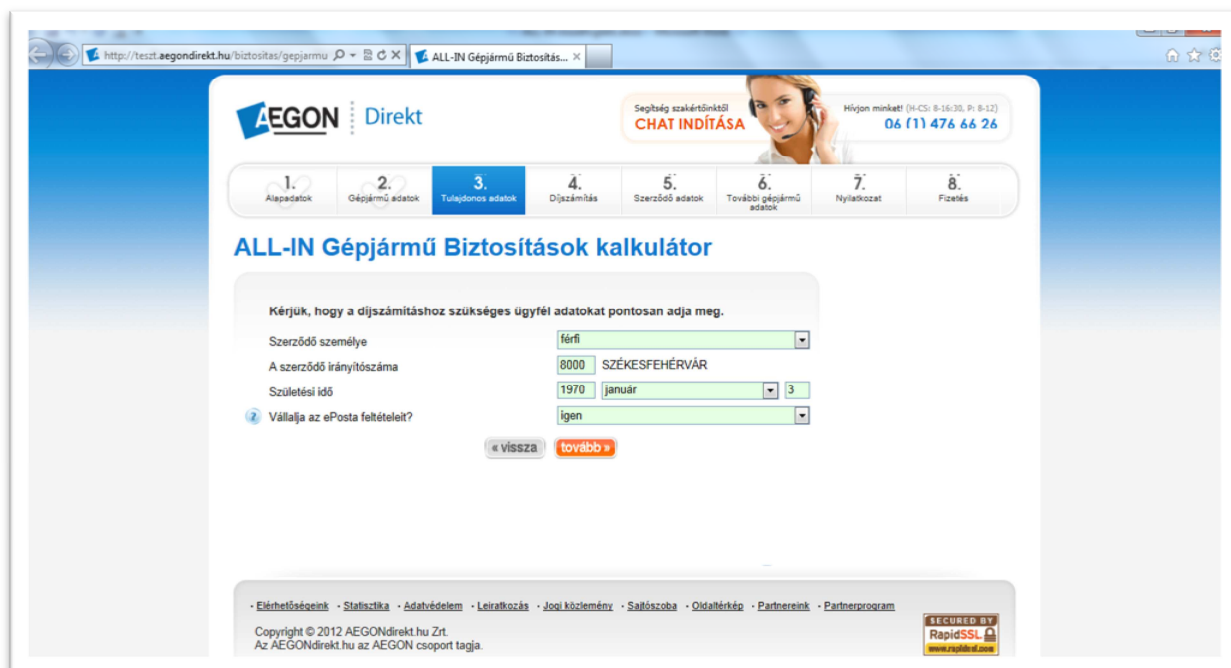 http://teszt.aegondirekt.hu/biztositas/gepjarmu
ALL-IN Gépjármű Biztosítás...
AEGON Direkt
Segítség szakértőinktől
CHAT INDÍTÁSA
Hívjon minket! (H-CS: 8-16:30, P: 8-12)
06 (1) 476 66 26
1. Alapadatok
2. Gépjármű adatok
3. Tulajdonos adatok
4. Díjszámítás
5. Szerződő adatok
6. További gépjármű adatok
7. Nyilatkozat
8. Fizetés
ALL-IN Gépjármű Biztosítások kalkulátor
Kérjük, hogy a díjszámításhoz szükséges ügyfél adatokat pontosan adja meg.
Szerződő személye férfi
A szerződő irányítószáma 8000 SZÉKESFEHÉRVÁR
Születési idő 1970 január 3
? Vállalja az ePosta feltételeit? igen
« vissza tovább »
· Elérhetőségeink · Statisztika · Adatvédelem · Leiratkozás · Jogi közlemény · Sajtószoba · Oldaltérkép · Partnereink · Partnerprogram
Copyright © 2012 AEGONdirekt.hu Zrt.
Az AEGONdirekt.hu az AEGON csoport tagja.
SECURED BY
RapidSSL
www.rapidssl.com